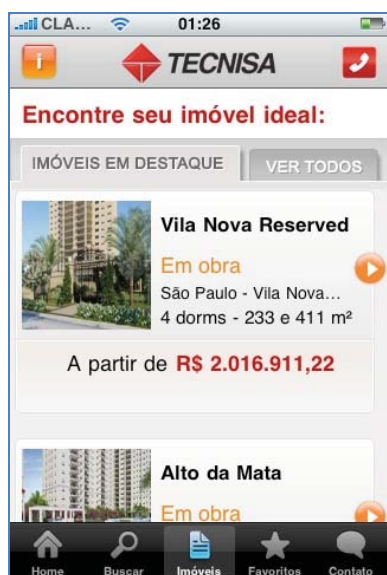 CLA... 01:26
i TECNISA
Encontre seu imóvel ideal:
IMÓVEIS EM DESTAQUE VER TODOS
Vila Nova Reserved
Em obra
São Paulo - Vila Nova...
4 dorms - 233 e 411 m²
A partir de R$ 2.016.911,22
Alto da Mata
Em obra
Home Buscar Imóveis Favoritos Contato